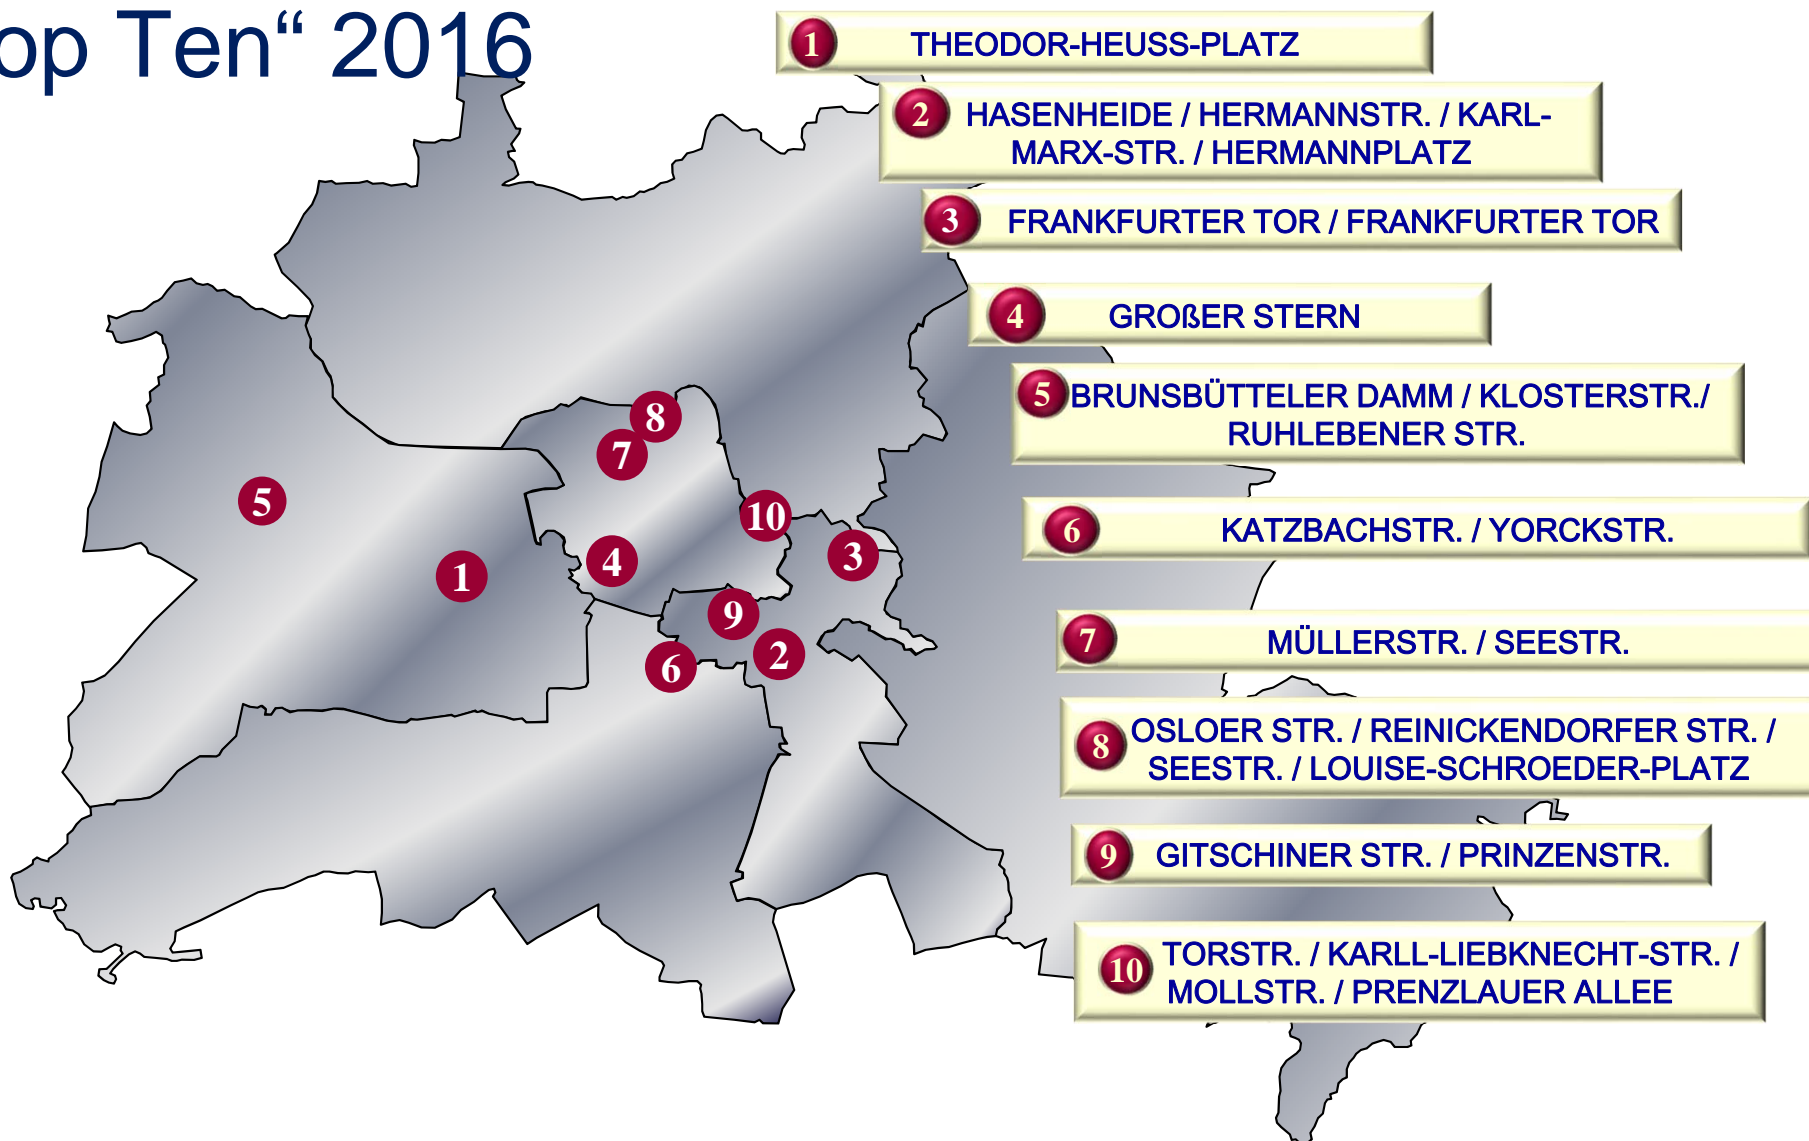 op Ten“ 2016
1 THEODOR-HEUSS-PLATZ
2 HASENHEIDE / HERMANNSTR. / KARL-
MARX-STR. / HERMANNPLATZ
3 FRANKFURTER TOR / FRANKFURTER TOR
4 GROßER STERN
5 BRUNSBÜTTELER DAMM / KLOSTERSTR./
RUHLEBENER STR.
6 KATZBACHSTR. / YORCKSTR.
7 MÜLLERSTR. / SEESTR.
8 OSLOER STR. / REINICKENDORFER STR. /
SEESTR. / LOUISE-SCHROEDER-PLATZ
9 GITSCHINER STR. / PRINZENSTR.
10 TORSTR. / KARLL-LIEBKNECHT-STR. /
MOLLSTR. / PRENZLAUER ALLEE
8
7
5
10
3
4
1
9
2
6